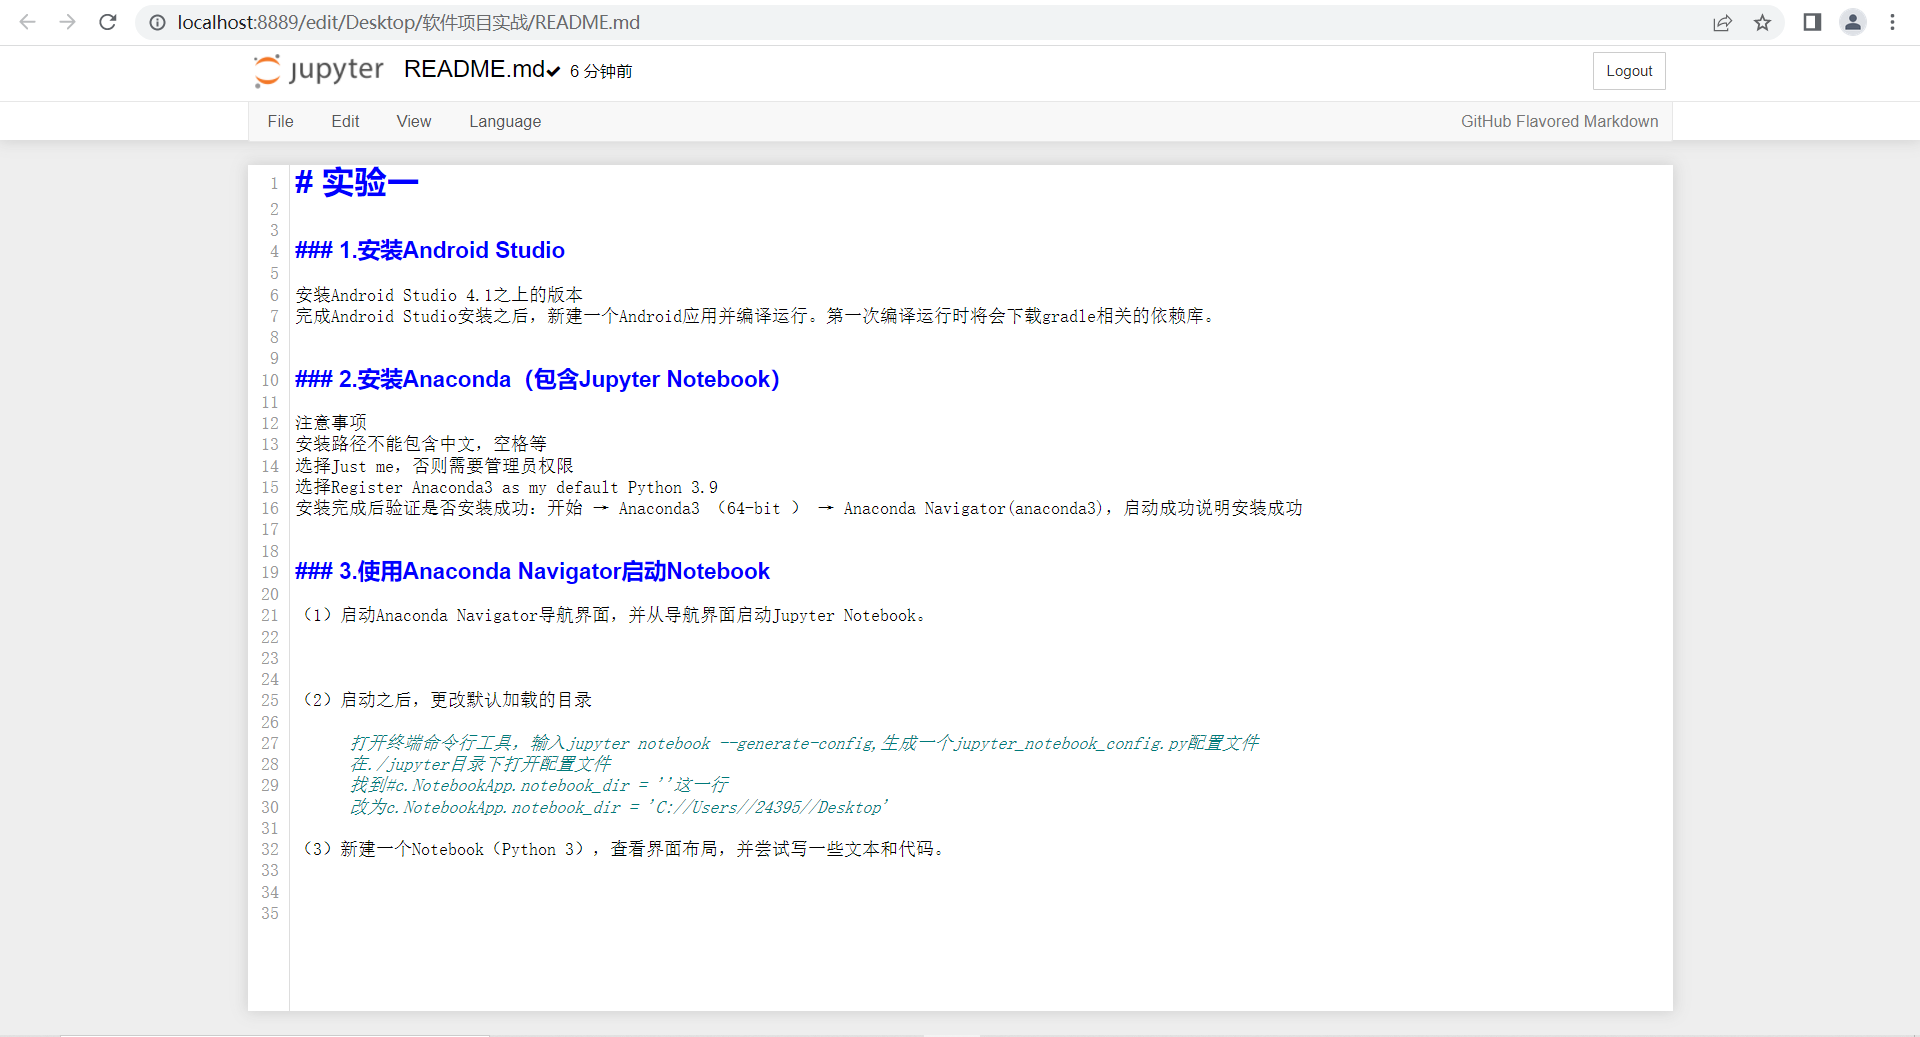 localhost:8889/edit/Desktop/软件项目实战/README.md
jupyter README.md 6 分钟前 Logout
File Edit View Language GitHub Flavored Markdown
1 # 实验一
2
3
4 ### 1.安装Android Studio
5
6 安装Android Studio 4.1之上的版本
7 完成Android Studio安装之后，新建一个Android应用并编译运行。第一次编译运行时将会下载gradle相关的依赖库。
8
9
10 ### 2.安装Anaconda（包含Jupyter Notebook）
11
12 注意事项
13 安装路径不能包含中文，空格等
14 选择Just me，否则需要管理员权限
15 选择Register Anaconda3 as my default Python 3.9
16 安装完成后验证是否安装成功：开始 → Anaconda3 （64-bit ） → Anaconda Navigator(anaconda3)，启动成功说明安装成功
17
18
19 ### 3.使用Anaconda Navigator启动Notebook
20
21 （1）启动Anaconda Navigator导航界面，并从导航界面启动Jupyter Notebook。
22
23
24
25 （2）启动之后，更改默认加载的目录
26
27 打开终端命令行工具，输入jupyter notebook --generate-config,生成一个jupyter_notebook_config.py配置文件
28 在./jupyter目录下打开配置文件
29 找到#c.NotebookApp.notebook_dir = ''这一行
30 改为c.NotebookApp.notebook_dir = 'C://Users//24395//Desktop'
31
32 （3）新建一个Notebook（Python 3），查看界面布局，并尝试写一些文本和代码。
33
34
35